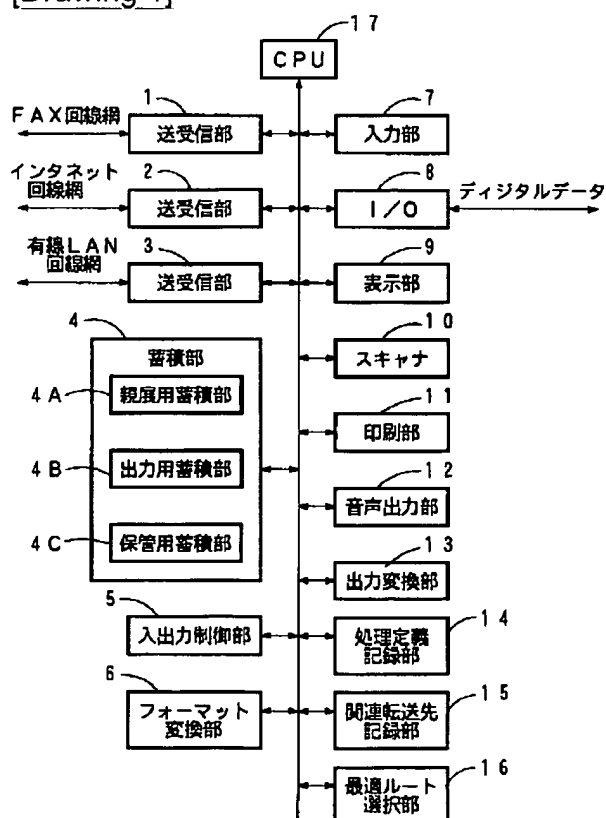 [Drawing 1]
17
CPU
1
7
FAX回線網
送受信部
入力部
インタネット
回線網
2
8
送受信部
I/O
ディジタルデータ
有線LAN
回線網
3
9
送受信部
表示部
4
10
蓄積部
スキャナ
4A
親展用蓄積部
11
印刷部
4B
出力用蓄積部
12
音声出力部
4C
保管用蓄積部
13
出力変換部
5
入出力制御部
14
処理定義
記録部
6
フォーマット
変換部
15
関連転送先
記録部
16
最適ルート
選択部